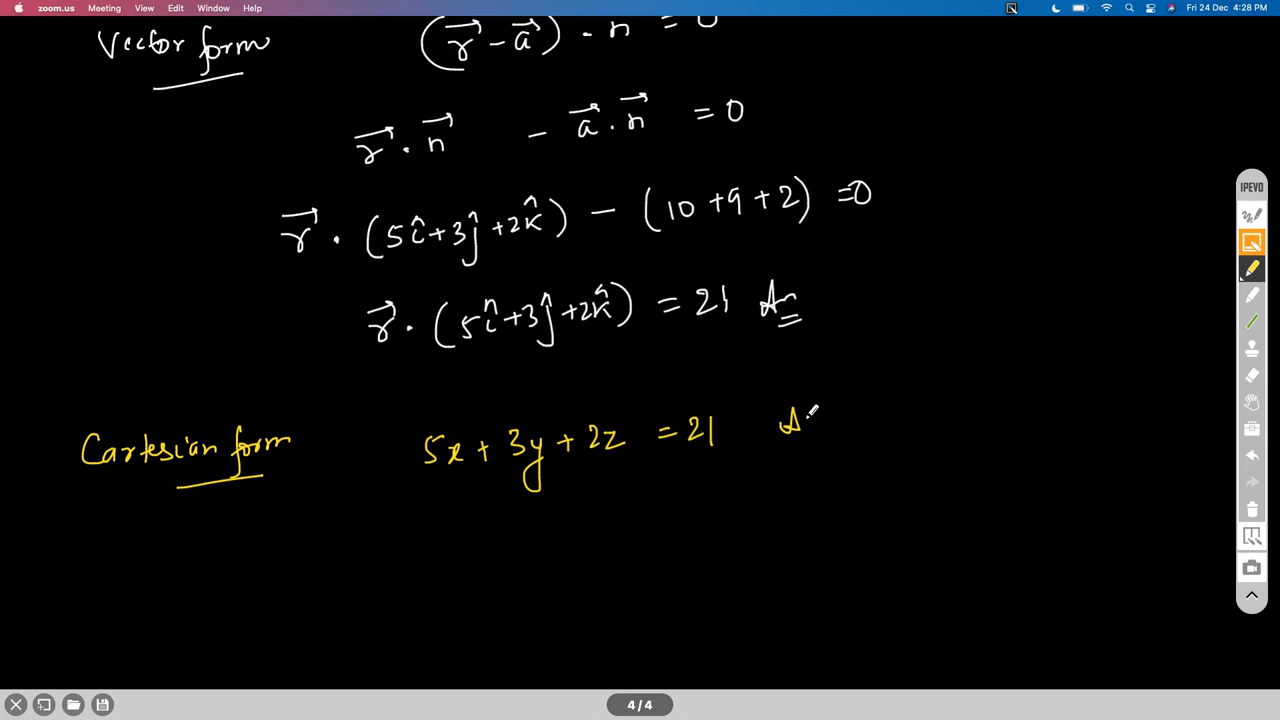 zoom.us Meeting View Edit Window Help Fri 24 Dec 4:28 PM
Vector form (r⃗ - a⃗) · n = 0
r⃗ · n⃗ - a⃗ · n⃗ = 0
r⃗ · (5î + 3ĵ + 2k̂) - (10 + 9 + 2) = 0
r⃗ · (5î + 3ĵ + 2k̂) = 21 An
Cartesian form 5x + 3y + 2z = 21 A
IPEVO
4/4